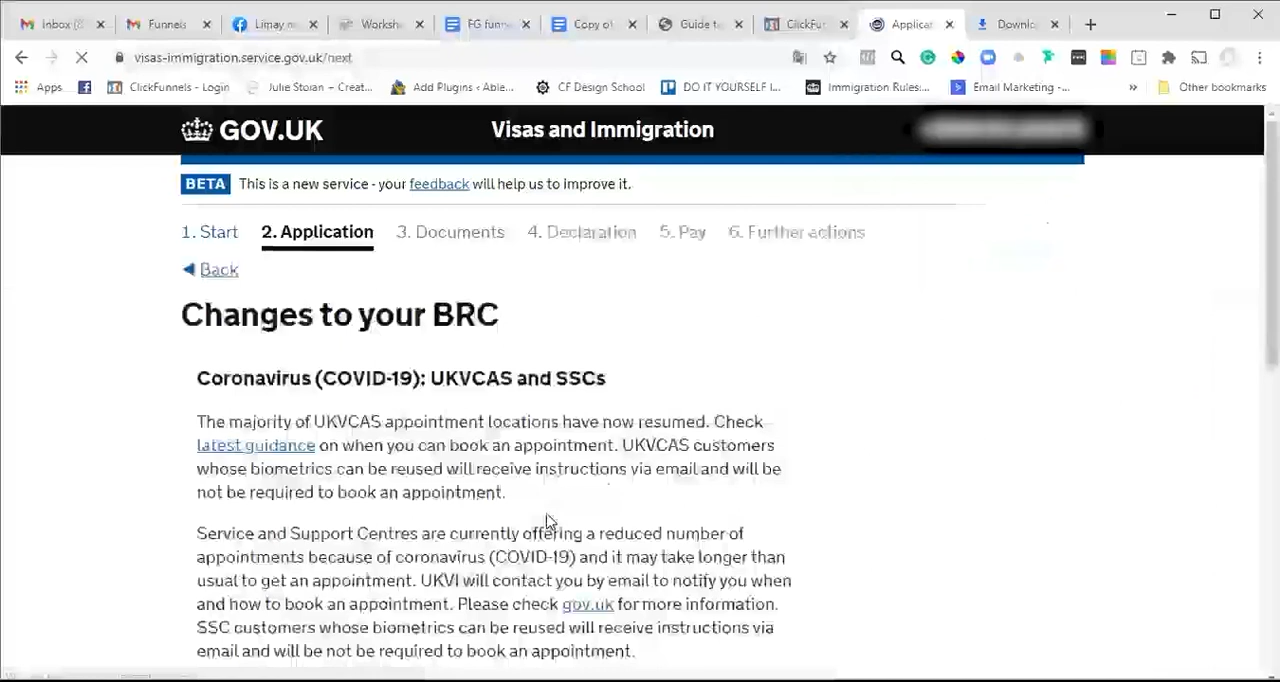 Inbox (8
Funnels
Limay m
Worksh
FG funn
Copy of
Guide t
ClickFu
Applica
Downlo
visas-immigration.service.gov.uk/next
Apps
ClickFunnels - Login
Julie Stoian – Creat...
Add Plugins ‹ Able...
CF Design School
DO IT YOURSELF I...
Immigration Rules:...
Email Marketing -...
»
Other bookmarks
GOV.UK
Visas and Immigration
BETA This is a new service - your feedback will help us to improve it.
1. Start 2. Application 3. Documents 4. Declaration 5. Pay 6. Further actions
Back
Changes to your BRC
Coronavirus (COVID-19): UKVCAS and SSCs
The majority of UKVCAS appointment locations have now resumed. Check
latest guidance on when you can book an appointment. UKVCAS customers
whose biometrics can be reused will receive instructions via email and will be
not be required to book an appointment.
Service and Support Centres are currently offering a reduced number of
appointments because of coronavirus (COVID-19) and it may take longer than
usual to get an appointment. UKVI will contact you by email to notify you when
and how to book an appointment. Please check gov.uk for more information.
SSC customers whose biometrics can be reused will receive instructions via
email and will be not be required to book an appointment.